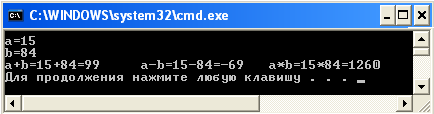 C:\WINDOWS\system32\cmd.exe
a=15
b=84
a+b=15+84=99 a-b=15-84=-69 a*b=15*84=1260
Для продолжения нажмите любую клавишу . . . _